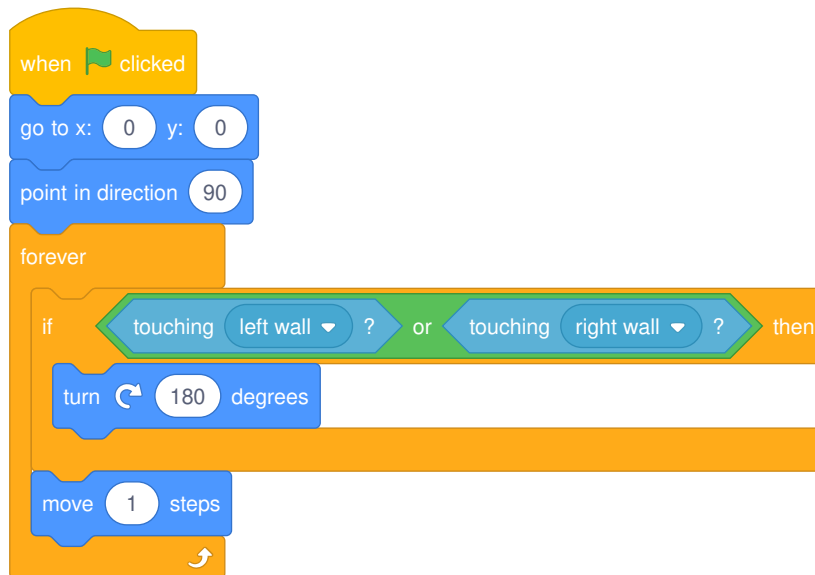 when clicked
go to x: 0 y: 0
point in direction 90
forever
if touching left wall ? or touching right wall ? then
turn 180 degrees
move 1 steps